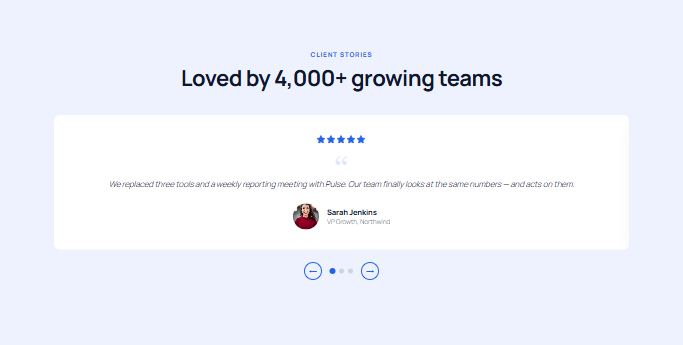 CLIENT STORIES
Loved by 4,000+ growing teams
“
We replaced three tools and a weekly reporting meeting with Pulse. Our team finally looks at the same numbers — and acts on them.
Sarah Jenkins
VP Growth, Northwind
← →